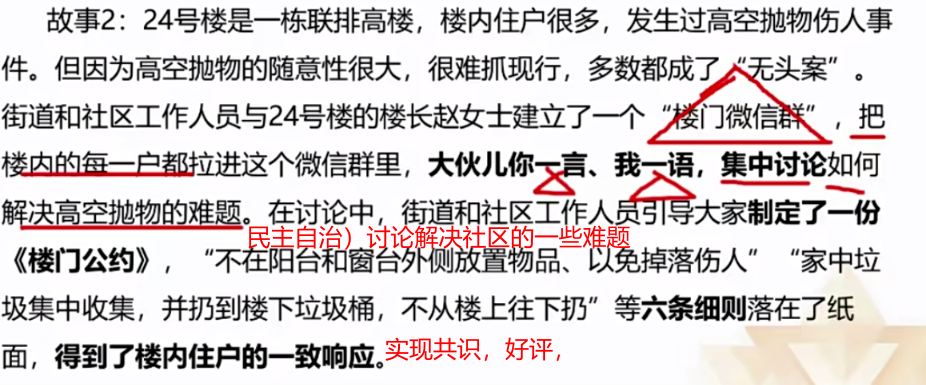 故事2：24号楼是一栋联排高楼，楼内住户很多，发生过高空抛物伤人事
件。但因为高空抛物的随意性很大，很难抓现行，多数都成了“无头案”。
街道和社区工作人员与24号楼的楼长赵女士建立了一个“楼门微信群”，把
楼内的每一户都拉进这个微信群里，大伙儿你一言、我一语，集中讨论如何
解决高空抛物的难题。在讨论中，街道和社区工作人员引导大家制定了一份
民主自治）讨论解决社区的一些难题
《楼门公约》，“不在阳台和窗台外侧放置物品、以免掉落伤人”“家中垃
圾集中收集，并扔到楼下垃圾桶，不从楼上往下扔”等六条细则落在了纸
面，得到了楼内住户的一致响应。实现共识，好评，